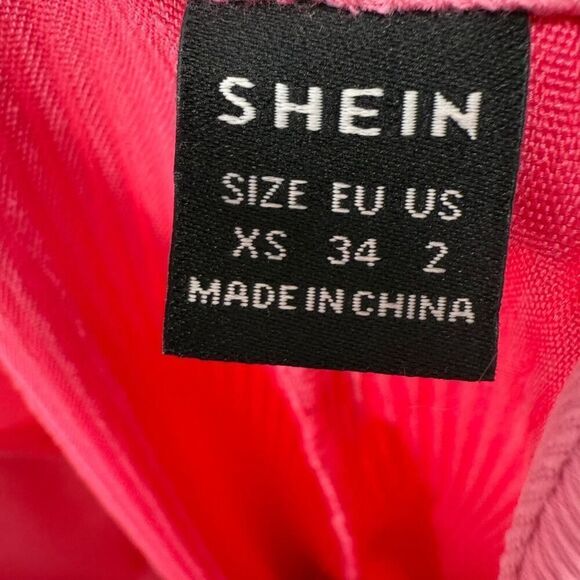 SHEIN
SIZE EU US
XS 34 2
MADE IN CHINA